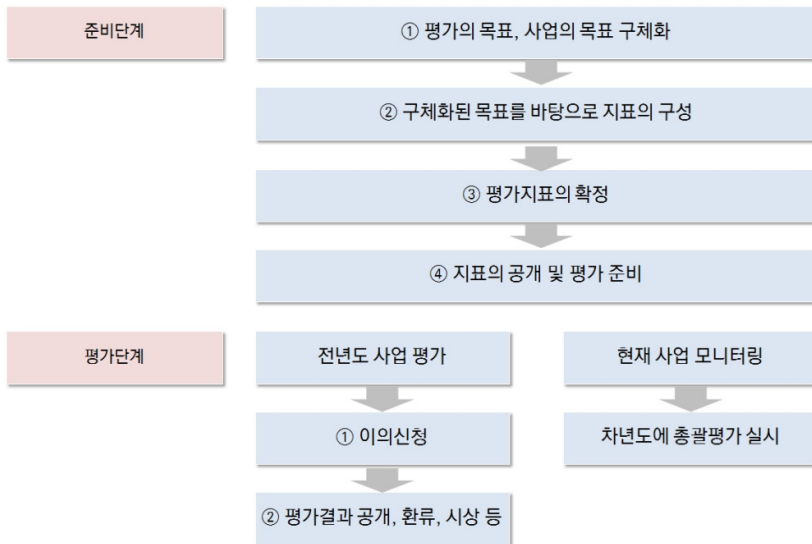 준비단계
① 평가의 목표, 사업의 목표 구체화
② 구체화된 목표를 바탕으로 지표의 구성
③ 평가지표의 확정
④ 지표의 공개 및 평가 준비
평가단계
전년도 사업 평가
현재 사업 모니터링
① 이의신청
차년도에 총괄평가 실시
② 평가결과 공개, 환류, 시상 등